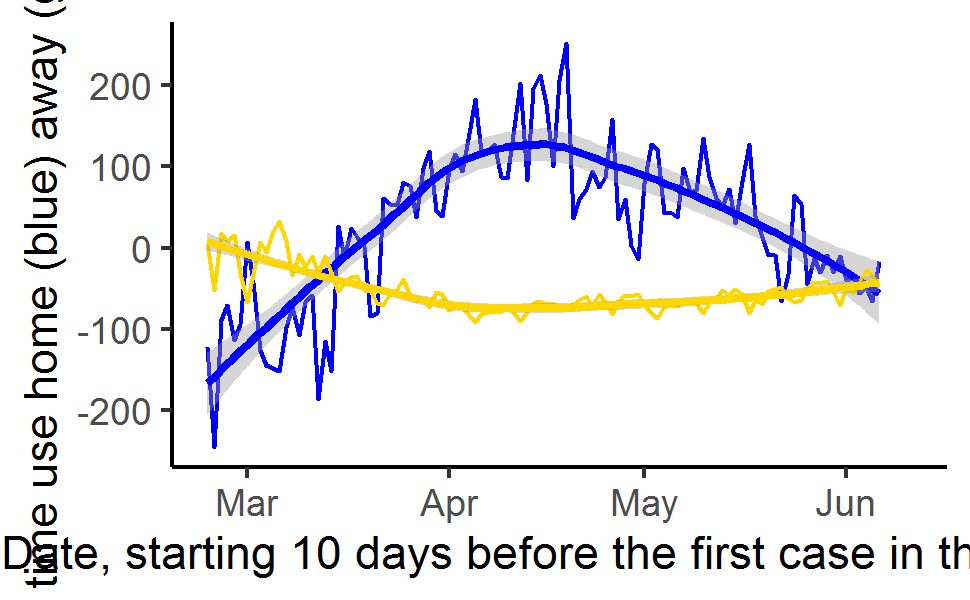 time use home (blue) away (
200
100
0
-100
-200
Mar Apr May Jun
Date, starting 10 days before the first case in th